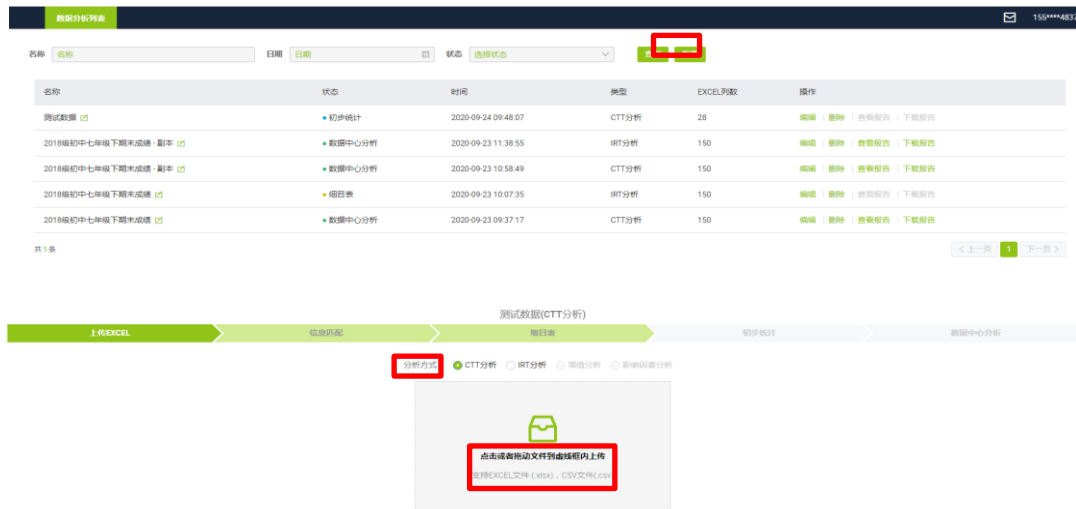 数据分析列表 155****4837
名称 名称 日期 日期 状态 选择状态
名称 状态 时间 类型 EXCEL列数 操作
测试数据 初步统计 2020-09-24 09:48:07 CTT分析 28 编辑 删除 查看报告 下载报告
2018级初中七年级下期末成绩 - 副本 数据中心分析 2020-09-23 11:38:55 IRT分析 150 编辑 删除 查看报告 下载报告
2018级初中七年级下期末成绩 - 副本 数据中心分析 2020-09-23 10:58:49 CTT分析 150 编辑 删除 查看报告 下载报告
2018级初中七年级下期末成绩 细目表 2020-09-23 10:07:35 IRT分析 150 编辑 删除 查看报告 下载报告
2018级初中七年级下期末成绩 数据中心分析 2020-09-23 09:37:17 CTT分析 150 编辑 删除 查看报告 下载报告
共 5 条 < 上一页 1 下一页 >
测试数据(CTT分析)
上传EXCEL 信息匹配 细目表 初步统计 数据中心分析
分析方式 CTT分析 IRT分析 增值分析 影响因素分析
点击或者拖动文件到虚线框内上传
支持EXCEL文件 (.xlsx) , CSV文件(.csv